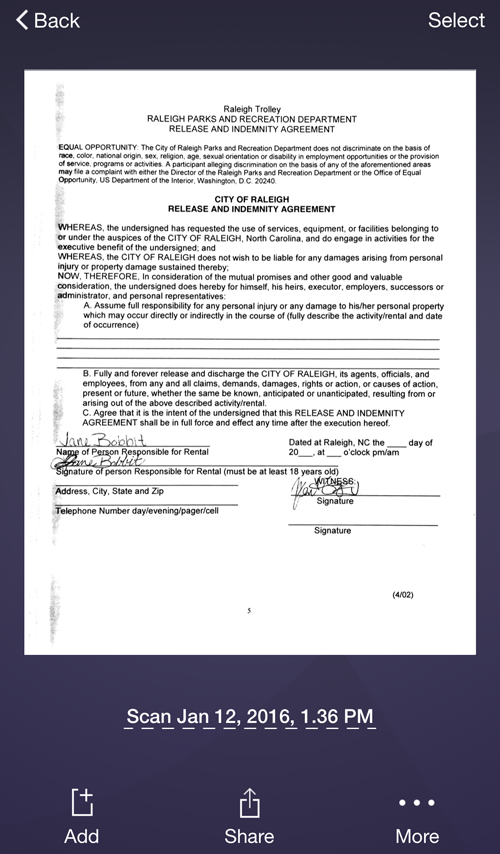 Back
Select
Raleigh Trolley
RALEIGH PARKS AND RECREATION DEPARTMENT
RELEASE AND INDEMNITY AGREEMENT
EQUAL OPPORTUNITY: The City of Raleigh Parks and Recreation Department does not discriminate on the basis of
race, color, national origin, sex, religion, age, sexual orientation or disability in employment opportunities or the provision
of service, programs or activities. A participant alleging discrimination on the basis of any of the aforementioned areas
may file a complaint with either the Director of the Raleigh Parks and Recreation Department or the Office of Equal
Opportunity, US Department of the Interior, Washington, D.C. 20240.
CITY OF RALEIGH
RELEASE AND INDEMNITY AGREEMENT
WHEREAS, the undersigned has requested the use of services, equipment, or facilities belonging to
or under the auspices of the CITY OF RALEIGH, North Carolina, and do engage in activities for the
executive benefit of the undersigned; and
WHEREAS, the CITY OF RALEIGH does not wish to be liable for any damages arising from personal
injury or property damage sustained thereby;
NOW, THEREFORE, In consideration of the mutual promises and other good and valuable
consideration, the undersigned does hereby for himself, his heirs, executor, employers, successors or
administrator, and personal representatives:
A. Assume full responsibility for any personal injury or any damage to his/her personal property
which may occur directly or indirectly in the course of (fully describe the activity/rental and date
of occurrence)
B. Fully and forever release and discharge the CITY OF RALEIGH, its agents, officials, and
employees, from any and all claims, demands, damages, rights or action, or causes of action,
present or future, whether the same be known, anticipated or unanticipated, resulting from or
arising out of the above described activity/rental.
C. Agree that it is the intent of the undersigned that this RELEASE AND INDEMNITY
AGREEMENT shall be in full force and effect any time after the execution hereof.
Jane Bobbit
Name of Person Responsible for Rental
Jane Bobbit
Signature of person Responsible for Rental (must be at least 18 years old)
Address, City, State and Zip
Telephone Number day/evening/pager/cell
Dated at Raleigh, NC the ____ day of
20___, at ___ o'clock pm/am
WITNESS:
Signature
Signature
(4/02)
5
Scan Jan 12, 2016, 1.36 PM
Add
Share
More